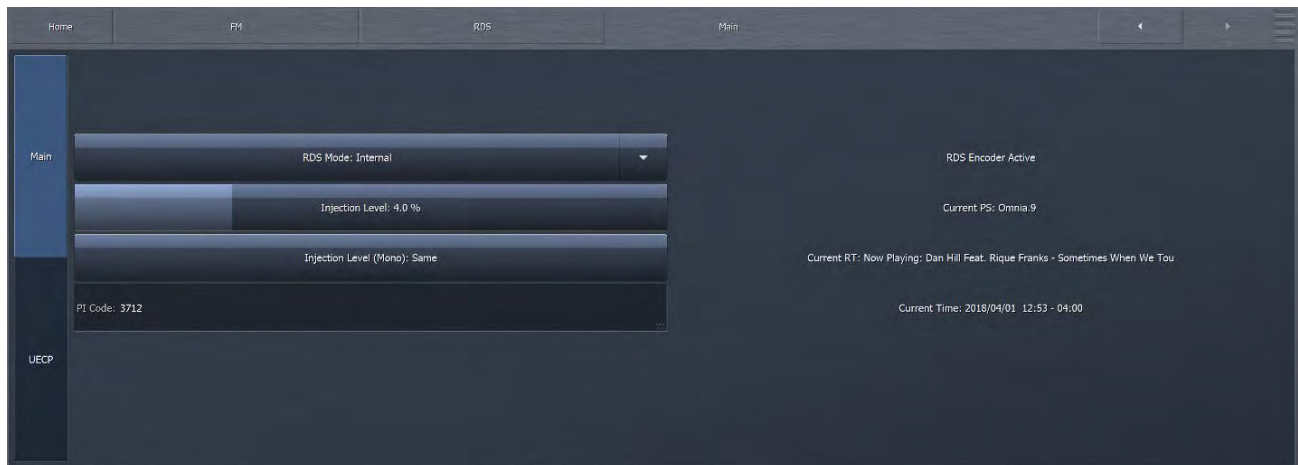 Home FM RDS Main
Main
RDS Mode: Internal
Injection Level: 4.0 %
Injection Level (Mono): Same
PI Code: 3712
UECP
RDS Encoder Active
Current PS: Omnia.9
Current RT: Now Playing: Dan Hill Feat. Rique Franks - Sometimes When We Tou
Current Time: 2018/04/01 12:53 - 04:00